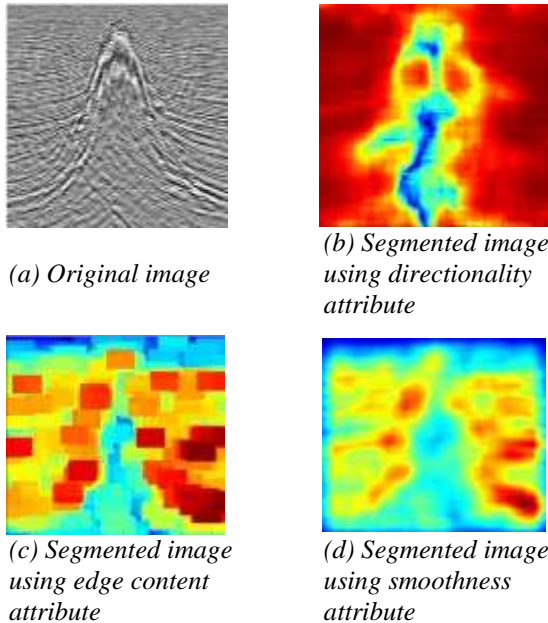 (a) Original image
(b) Segmented image
using directionality
attribute
(c) Segmented image
using edge content
attribute
(d) Segmented image
using smoothness
attribute